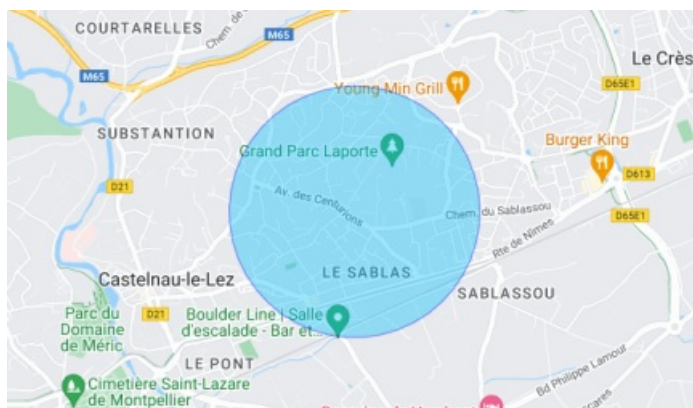 COURTARELLES
Chem. de
M65
Le Crès
M65
Young Min Grill
D65E1
SUBSTANTION
Grand Parc Laporte
Burger King
D21
D613
Av. des Centurions
Chem. du Sablassou
D65E1
Rte de Nîmes
LE SABLAS
Castelnau-le-Lez
SABLASSOU
Parc du
Domaine
de Méric
D21
Boulder Line | Salle
d'escalade - Bar et...
LE PONT
Bd Philippe Lamour
Cimetière Saint-Lazare
de Montpellier